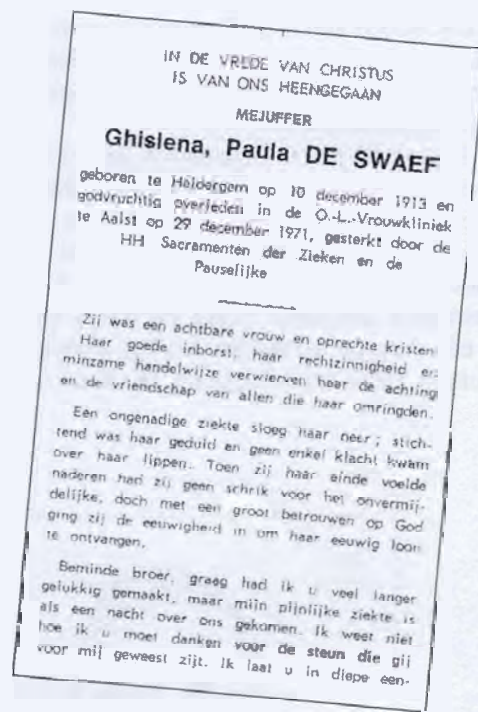 IN DE VREDE VAN CHRISTUS
IS VAN ONS HEENGEGAAN
MEJUFFER
Ghislena, Paula DE SWAEF
geboren te Haldergem op 10 december 1913 en
godvruchtig overleden in de O.-L.-Vrouwkliniek
te Aalst op 29 december 1971, gesterkt door de
HH Sacramenten der Zieken en de
Pauselijke
Zij was een achtbare vrouw en oprechte kristen
Haar goede inborst, haar rechtzinnigheid en
minzame handelwijze verwierven haar de achting
en de vriendschap van allen die haar omringden.
Een ongenadige ziekte sloeg haar neer ; stich-
tend was haar geduld en geen enkel klacht kwam
over haar lippen. Toen zij haar einde voelde
naderen had zij geen schrik voor het onvermij-
delijke, doch met een groot betrouwen op God
ging zij de eeuwigheid in om haar eeuwig loon
te ontvangen.
Beminde broer, graag had ik u veel langer
gelukkig gemaakt, maar mijn pijnlijke ziekte is
als een nacht over ons gekomen. Ik weet niet
hoe ik u moet danken voor de steun die gij
voor mij geweest zijt. Ik laat u in diepe een-